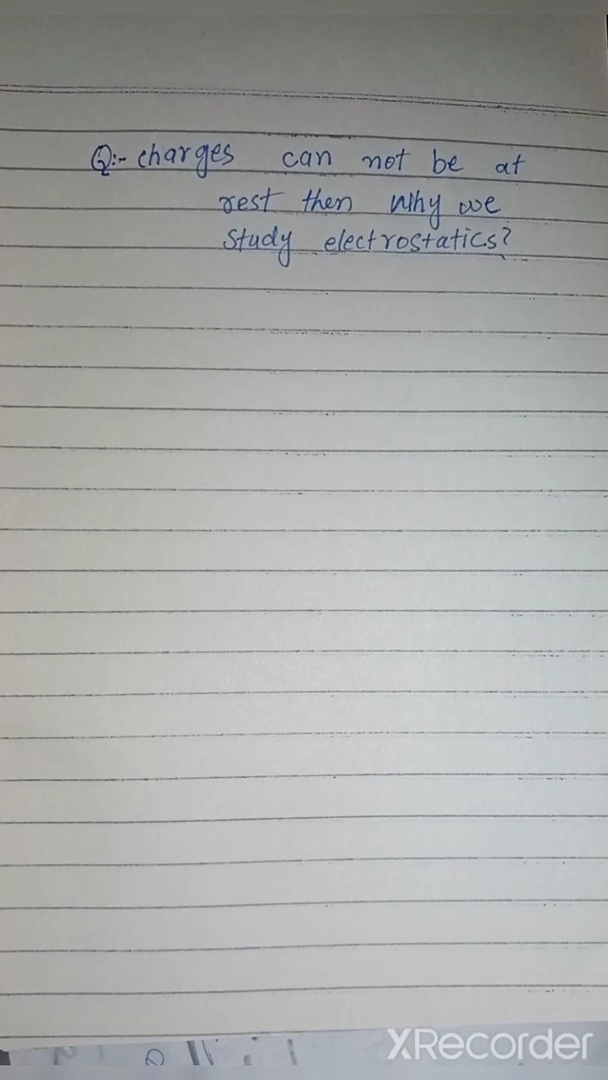 Q:- charges can not be at
rest then why we
study electrostatics?
XRecorder